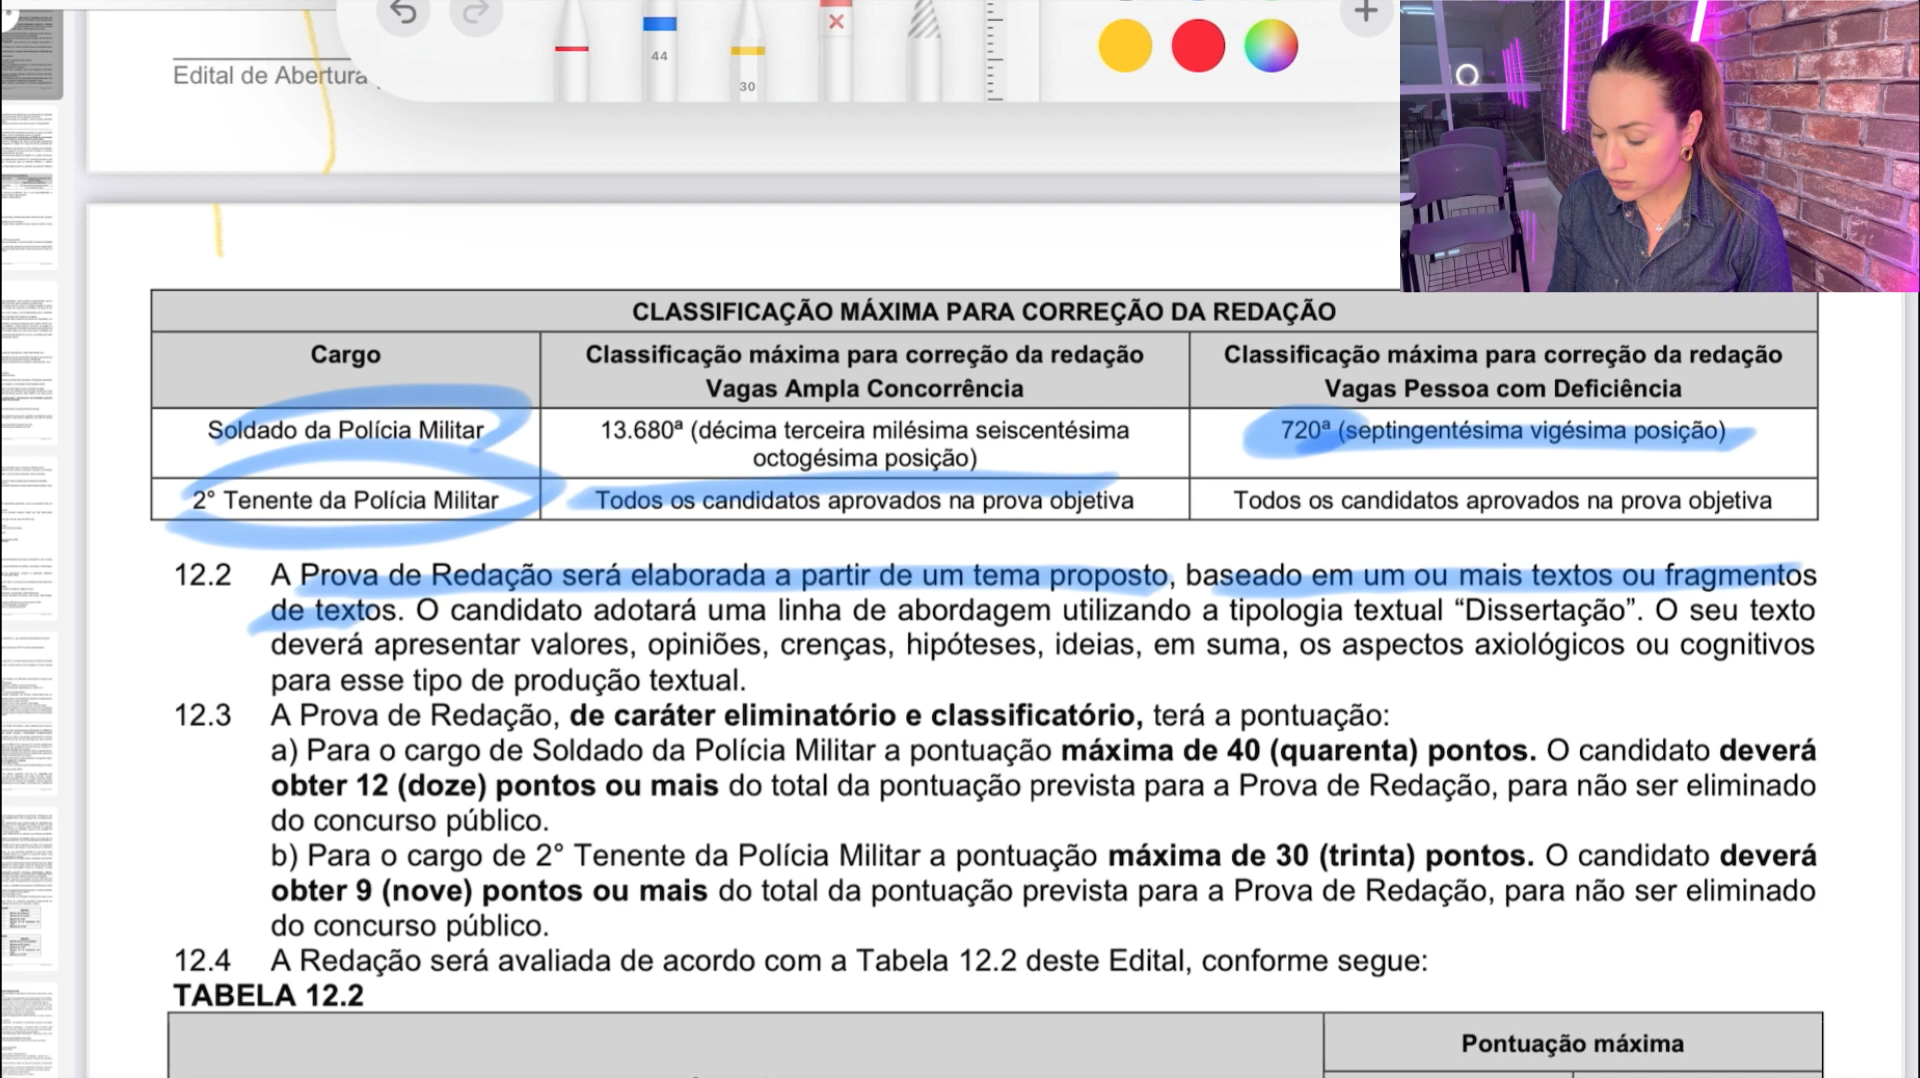 44
30
Edital de Abertura
CLASSIFICAÇÃO MÁXIMA PARA CORREÇÃO DA REDAÇÃO
Cargo
Classificação máxima para correção da redação
Vagas Ampla Concorrência
Classificação máxima para correção da redação
Vagas Pessoa com Deficiência
Soldado da Polícia Militar
13.680ª (décima terceira milésima seiscentésima
octogésima posição)
720ª (septingentésima vigésima posição)
2° Tenente da Polícia Militar
Todos os candidatos aprovados na prova objetiva
Todos os candidatos aprovados na prova objetiva
12.2 A Prova de Redação será elaborada a partir de um tema proposto, baseado em um ou mais textos ou fragmentos
de textos. O candidato adotará uma linha de abordagem utilizando a tipologia textual “Dissertação”. O seu texto
deverá apresentar valores, opiniões, crenças, hipóteses, ideias, em suma, os aspectos axiológicos ou cognitivos
para esse tipo de produção textual.
12.3 A Prova de Redação, de caráter eliminatório e classificatório, terá a pontuação:
a) Para o cargo de Soldado da Polícia Militar a pontuação máxima de 40 (quarenta) pontos. O candidato deverá
obter 12 (doze) pontos ou mais do total da pontuação prevista para a Prova de Redação, para não ser eliminado
do concurso público.
b) Para o cargo de 2° Tenente da Polícia Militar a pontuação máxima de 30 (trinta) pontos. O candidato deverá
obter 9 (nove) pontos ou mais do total da pontuação prevista para a Prova de Redação, para não ser eliminado
do concurso público.
12.4 A Redação será avaliada de acordo com a Tabela 12.2 deste Edital, conforme segue:
TABELA 12.2
Pontuação máxima